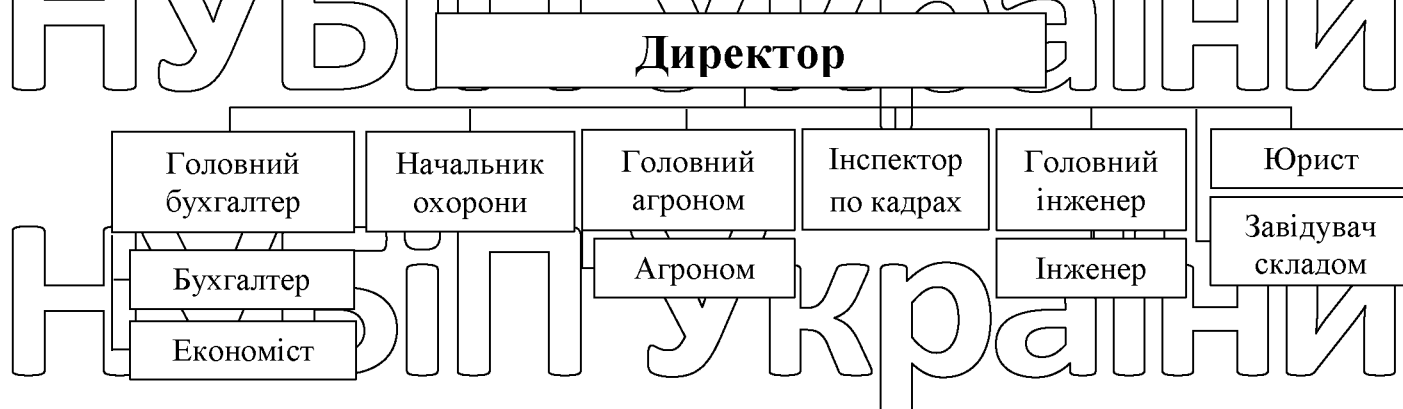 НУБіП України
Директор
Головний
бухгалтер
Начальник
охорони
Головний
агроном
Інспектор
по кадрах
Головний
інженер
Юрист
Завідувач
складом
Бухгалтер
Агроном
Інженер
Економіст
НУБіП України